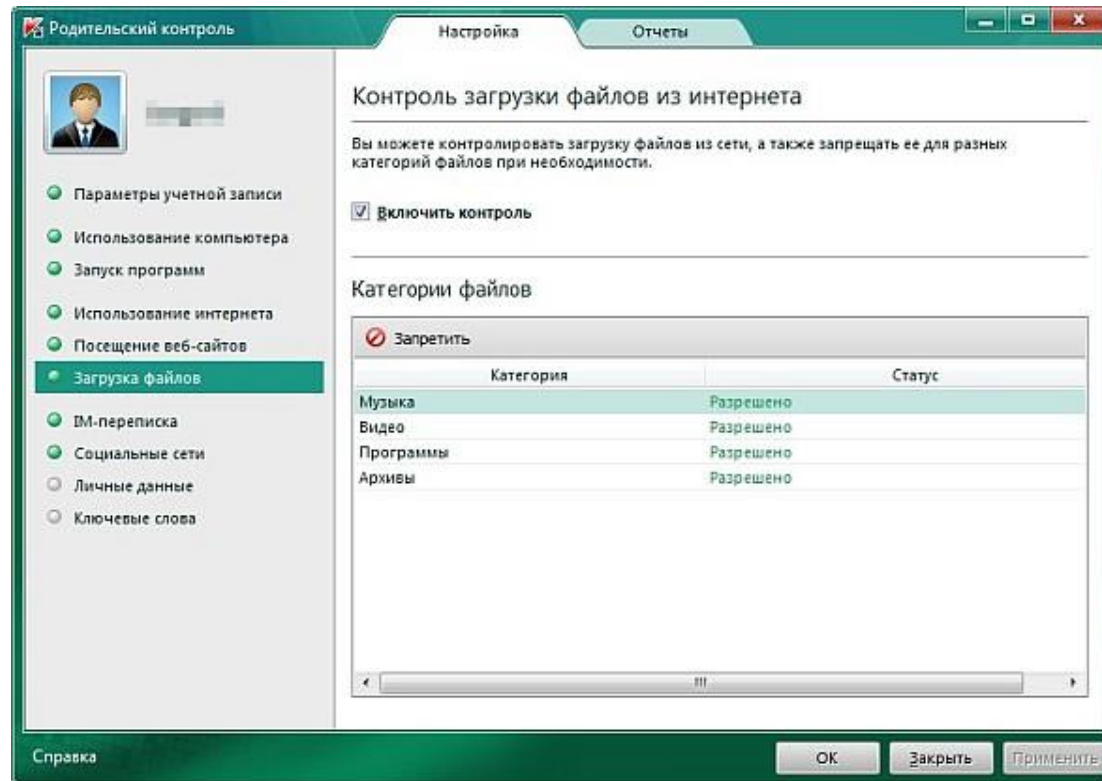 Родительский контроль
Настройка
Отчеты
Параметры учетной записи
Использование компьютера
Запуск программ
Использование интернета
Посещение веб-сайтов
Загрузка файлов
IM-переписка
Социальные сети
Личные данные
Ключевые слова
Контроль загрузки файлов из интернета
Вы можете контролировать загрузку файлов из сети, а также запрещать ее для разных
категорий файлов при необходимости.
Включить контроль
Категории файлов
Запретить
Категория Статус
Музыка Разрешено
Видео Разрешено
Программы Разрешено
Архивы Разрешено
Справка
ОК
Закрыть
Применить